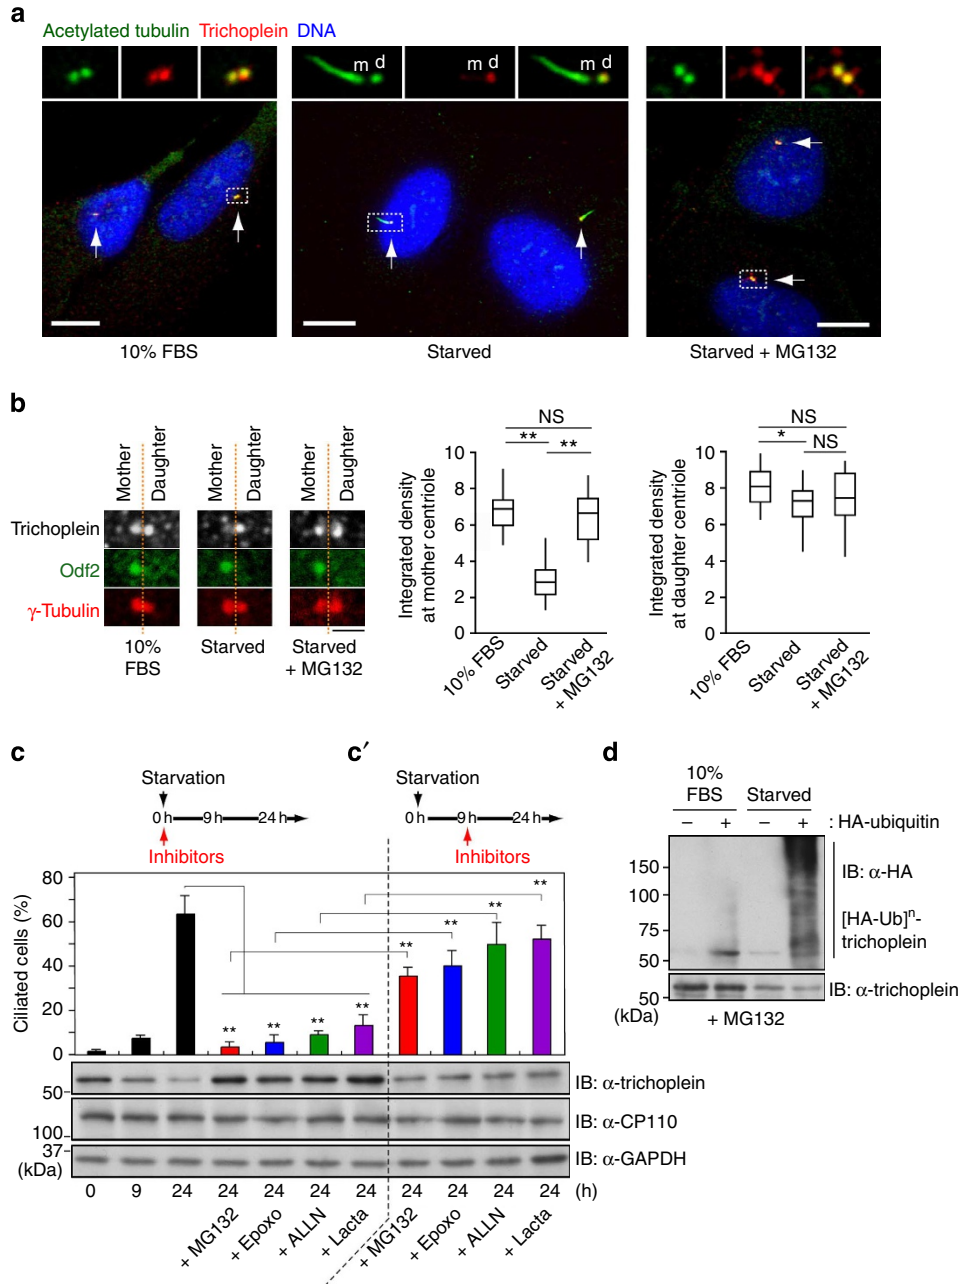 a
Acetylated tubulin Trichoplein DNA
m d
m d
m d
10% FBS
Starved
Starved + MG132
b
Mother
Daughter
Mother
Daughter
Mother
Daughter
Trichoplein
Odf2
γ-Tubulin
10% FBS
Starved
Starved + MG132
Integrated density at mother centriole
10
8
6
4
2
0
NS
** **
10% FBS
Starved
Starved + MG132
Integrated density at daughter centriole
10
8
6
4
2
0
NS
* NS
10% FBS
Starved
Starved + MG132
c
Starvation
0 h 9 h 24 h
Inhibitors
c′
Starvation
0 h 9 h 24 h
Inhibitors
Ciliated cells (%)
80
60
40
20
0
** ** ** **
** ** ** **
50
IB: α-trichoplein
100
IB: α-CP110
37
(kDa)
IB: α-GAPDH
0 9 24 24 24 24 24 24 24 24 24 (h)
+ MG132
+ Epoxo
+ ALLN
+ Lacta
+ MG132
+ Epoxo
+ ALLN
+ Lacta
d
10% FBS
Starved
– + – + : HA-ubiquitin
150
100
75
50
IB: α-HA
[HA-Ub]n-trichoplein
50
(kDa)
IB: α-trichoplein
+ MG132